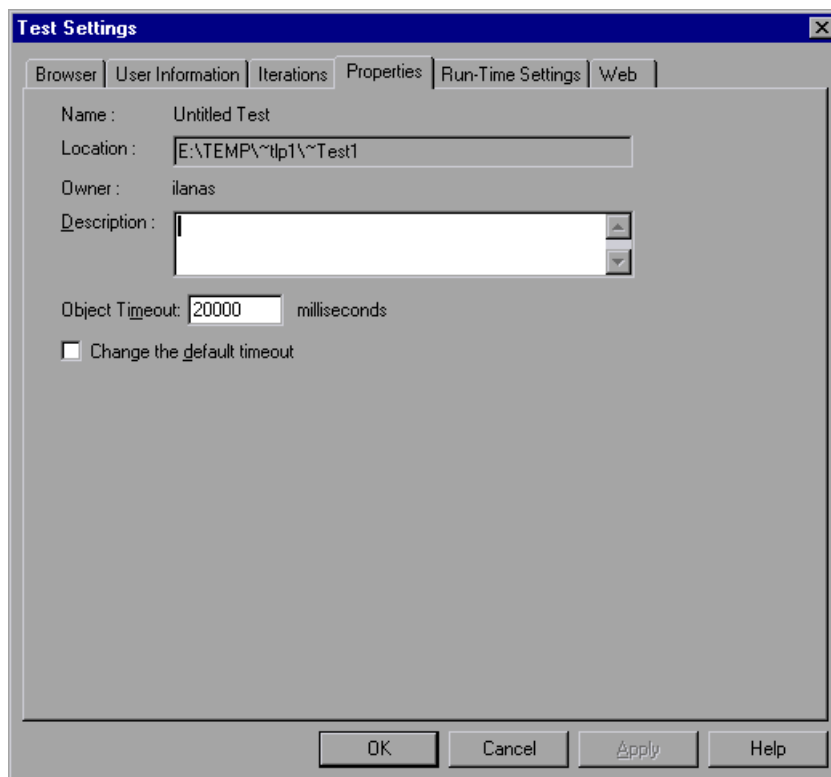 Test Settings
Browser User Information Iterations Properties Run-Time Settings Web
Name : Untitled Test
Location : E:\TEMP\~tlp1\~Test1
Owner : ilanas
Description :
Object Timeout: 20000 milliseconds
Change the default timeout
OK Cancel Apply Help